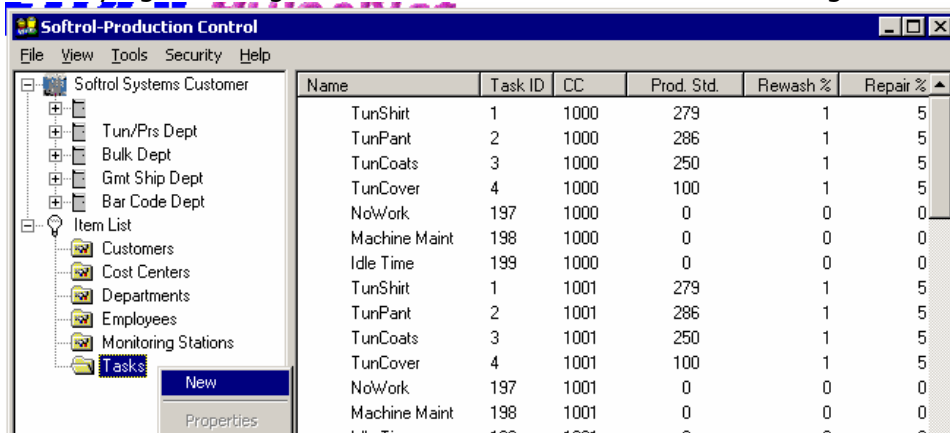 Softrol-Production Control
File View Tools Security Help
Softrol Systems Customer
Tun/Prs Dept
Bulk Dept
Gmt Ship Dept
Bar Code Dept
Item List
Customers
Cost Centers
Departments
Employees
Monitoring Stations
Tasks
New
Properties
Name Task ID CC Prod. Std. Rewash % Repair %
TunShirt 1 1000 279 1 5
TunPant 2 1000 286 1 5
TunCoats 3 1000 250 1 5
TunCover 4 1000 100 1 5
NoWork 197 1000 0 0 0
Machine Maint 198 1000 0 0 0
Idle Time 199 1000 0 0 0
TunShirt 1 1001 279 1 5
TunPant 2 1001 286 1 5
TunCoats 3 1001 250 1 5
TunCover 4 1001 100 1 5
NoWork 197 1001 0 0 0
Machine Maint 198 1001 0 0 0